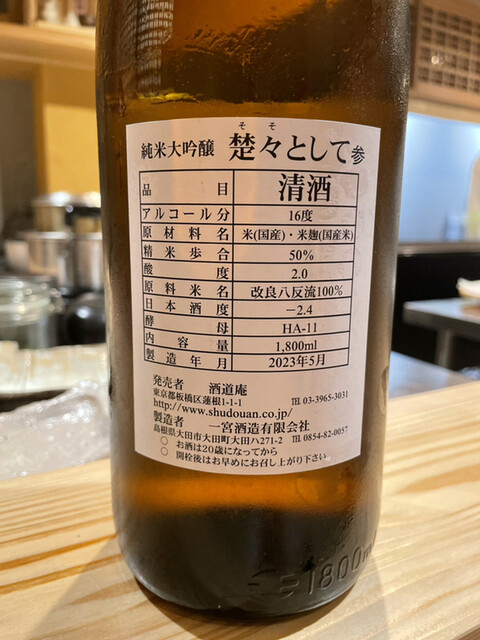 そそ
純米大吟醸 楚々として参
品目 清酒
アルコール分 16度
原材料名 米(国産)・米麹(国産米)
精米歩合 50%
酸度 2.0
原料米名 改良八反流100%
日本酒度 −2.4
酵母 HA-11
内容量 1,800ml
製造年月 2023年5月
発売者 酒道庵
東京都板橋区蓮根1-1-1 TEL 03-3965-3031
http://www.shudouan.co.jp/
製造者 一宮酒造有限会社
島根県大田市大田町大田ハ271-2 TEL 0854-82-0057
○ お酒は20歳になってから
○ 開栓後はお早めにお召し上がり下さい
1800m